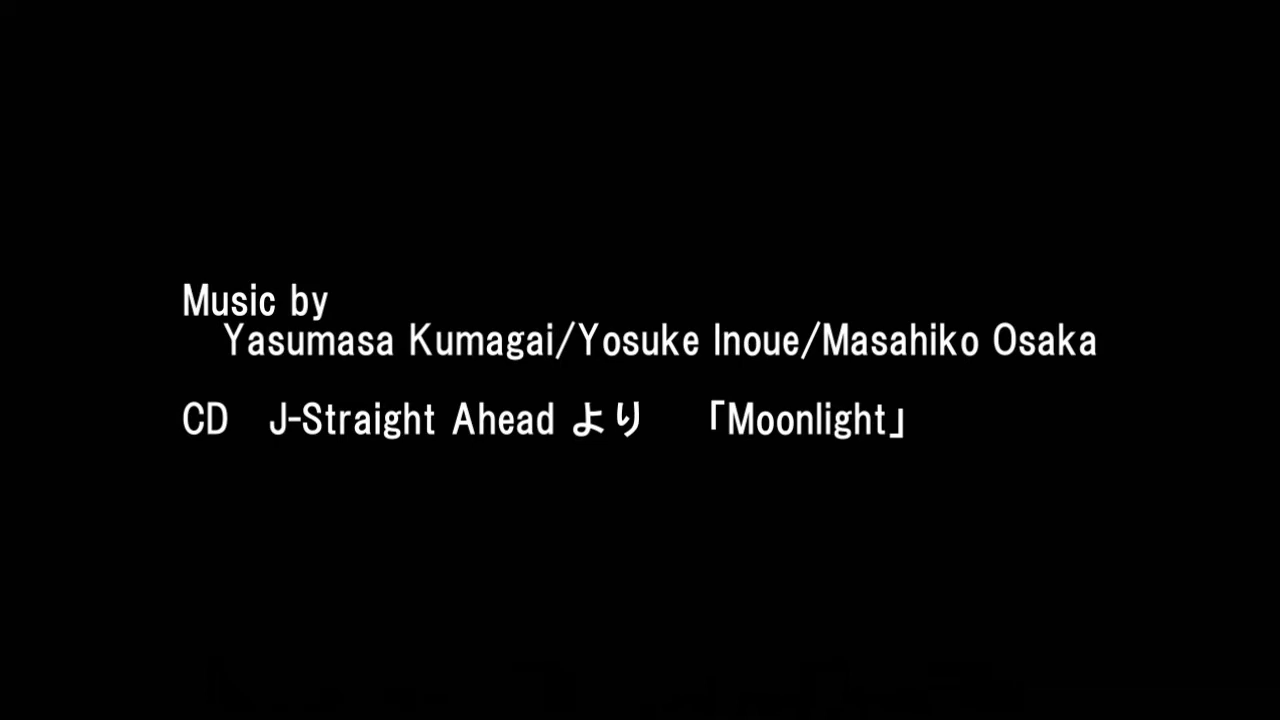 Music by
Yasumasa Kumagai/Yosuke Inoue/Masahiko Osaka
CD　J-Straight Ahead より　「Moonlight」